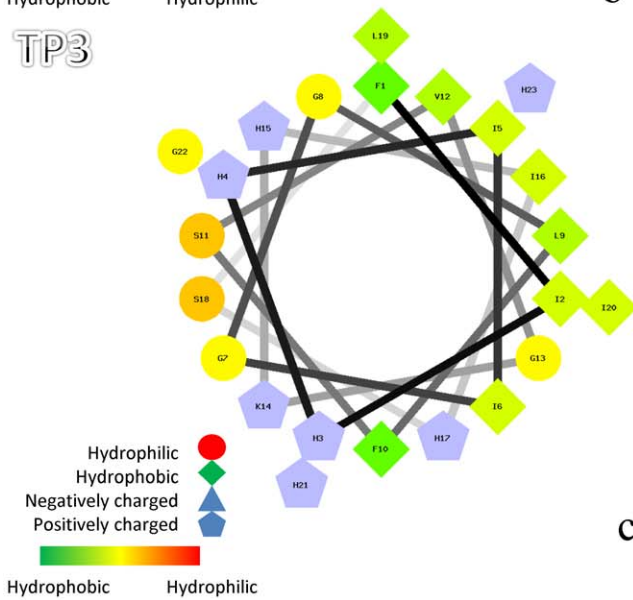 Hydrophobic Hydrophilic
TP3
L19
F1
G8
V12
H23
H15
I5
G22
H4
I16
S11
L9
S18
I2
I20
G7
G13
K14
I6
H3
H17
F10
H21
Hydrophilic
Hydrophobic
Negatively charged
Positively charged
c
Hydrophobic Hydrophilic